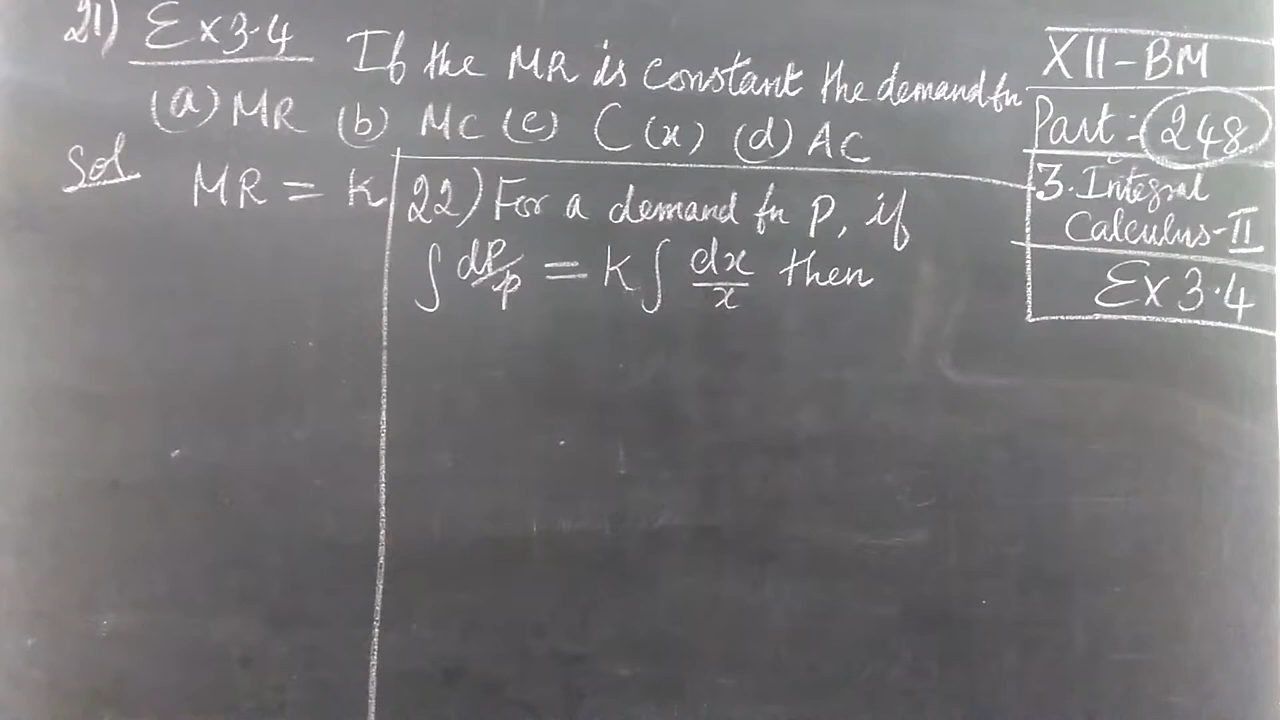 21) Ex 3.4 If the MR is constant the demand fn
(a) MR (b) MC (c) C(x) (d) AC
Sol MR = K
22) For a demand fn P, if
∫ dP/P = K ∫ dx/x then
XII-BM
Part: 248
3. Integral
Calculus-II
Ex 3.4